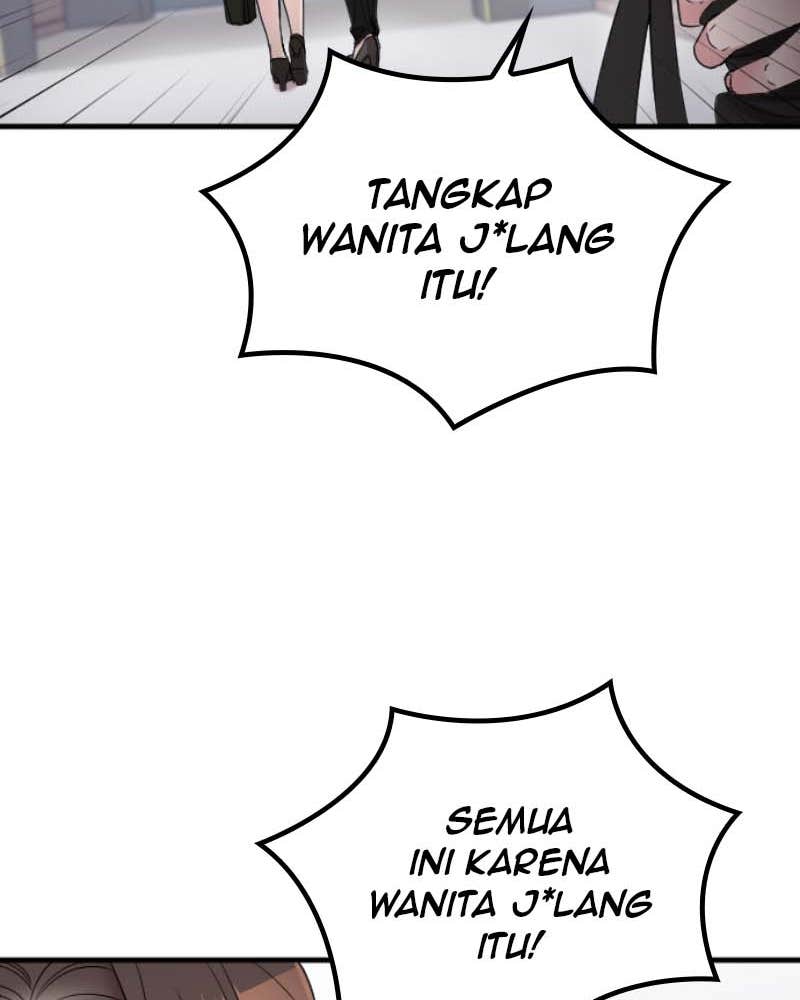 TANGKAP
WANITA J*LANG
ITU!
SEMUA
INI KARENA
WANITA J*LANG
ITU!